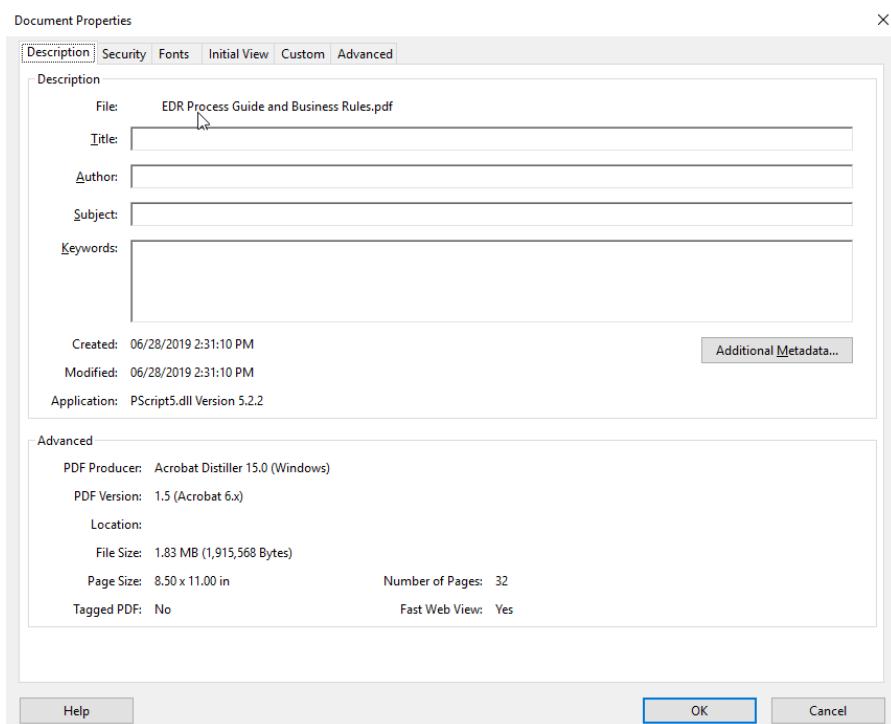 Document Properties
Description Security Fonts Initial View Custom Advanced
Description
File: EDR Process Guide and Business Rules.pdf
Title:
Author:
Subject:
Keywords:
Created: 06/28/2019 2:31:10 PM
Additional Metadata...
Modified: 06/28/2019 2:31:10 PM
Application: PScript5.dll Version 5.2.2
Advanced
PDF Producer: Acrobat Distiller 15.0 (Windows)
PDF Version: 1.5 (Acrobat 6.x)
Location:
File Size: 1.83 MB (1,915,568 Bytes)
Page Size: 8.50 x 11.00 in Number of Pages: 32
Tagged PDF: No Fast Web View: Yes
Help OK Cancel